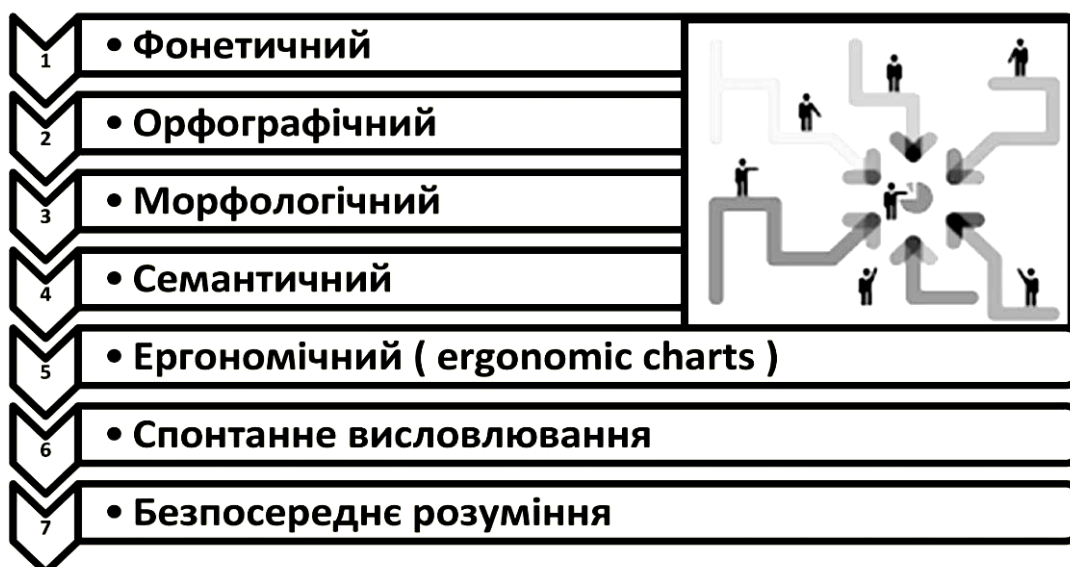 1 • Фонетичний
2 • Орфографічний
3 • Морфологічний
4 • Семантичний
5 • Ергономічний ( ergonomic charts )
6 • Спонтанне висловлювання
7 • Безпосереднє розуміння